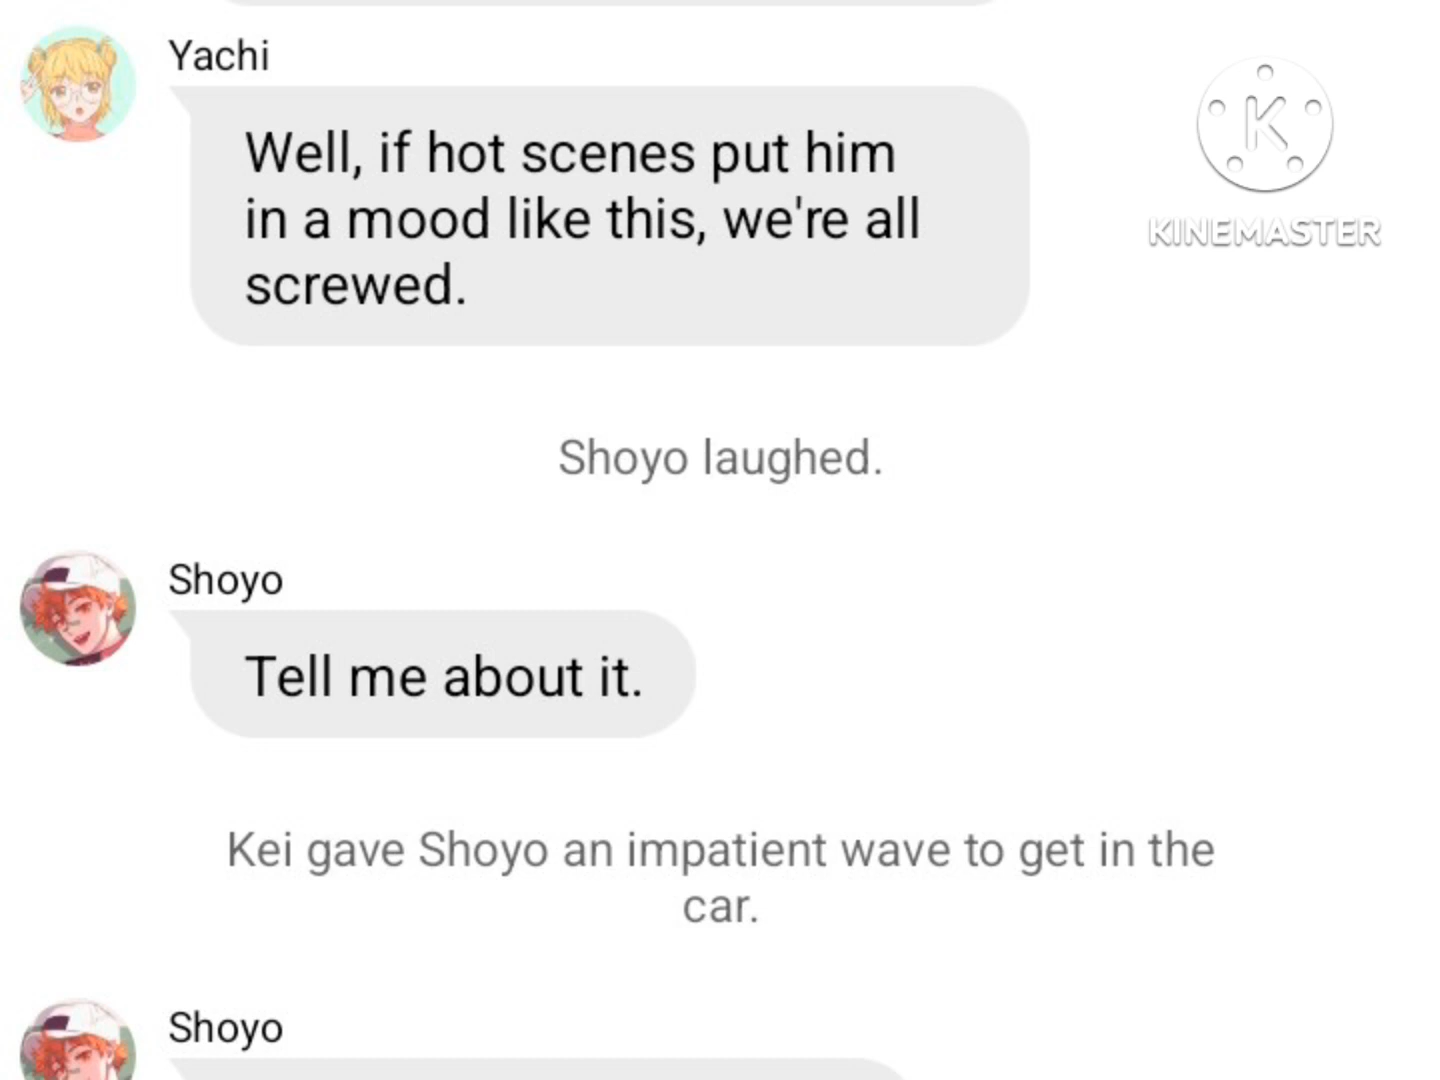 Yachi
Well, if hot scenes put him
in a mood like this, we're all
screwed.
K
KINEMASTER
Shoyo laughed.
Shoyo
Tell me about it.
Kei gave Shoyo an impatient wave to get in the
car.
Shoyo